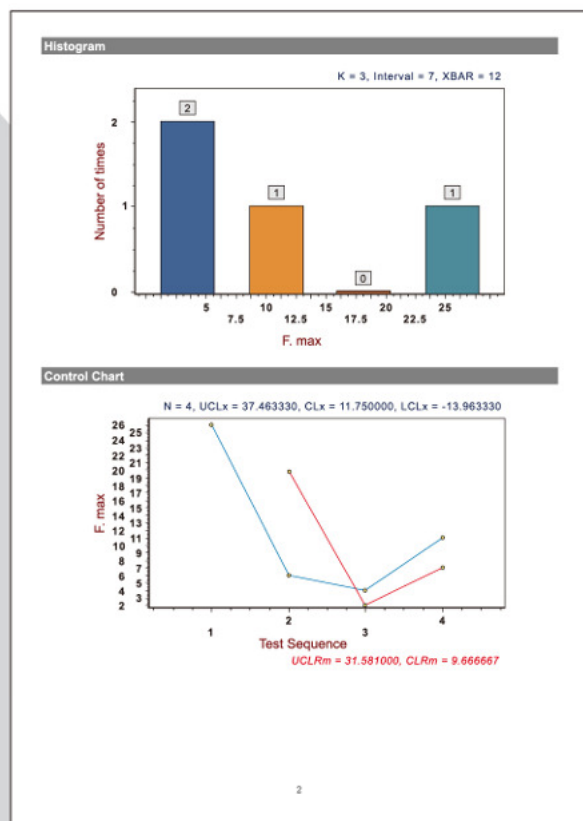 Histogram
K = 3, Interval = 7, XBAR = 12
Number of times
2
1
0
2
1
0
1
5 10 15 20 25
7.5 12.5 17.5 22.5
F. max
Control Chart
N = 4, UCLx = 37.463330, CLx = 11.750000, LCLx = -13.963330
F. max
26
25
24
23
22
21
20
19
18
17
16
15
14
13
12
11
10
9
8
7
6
5
4
3
2
1 2 3 4
Test Sequence
UCLRm = 31.581000, CLRm = 9.666667
2